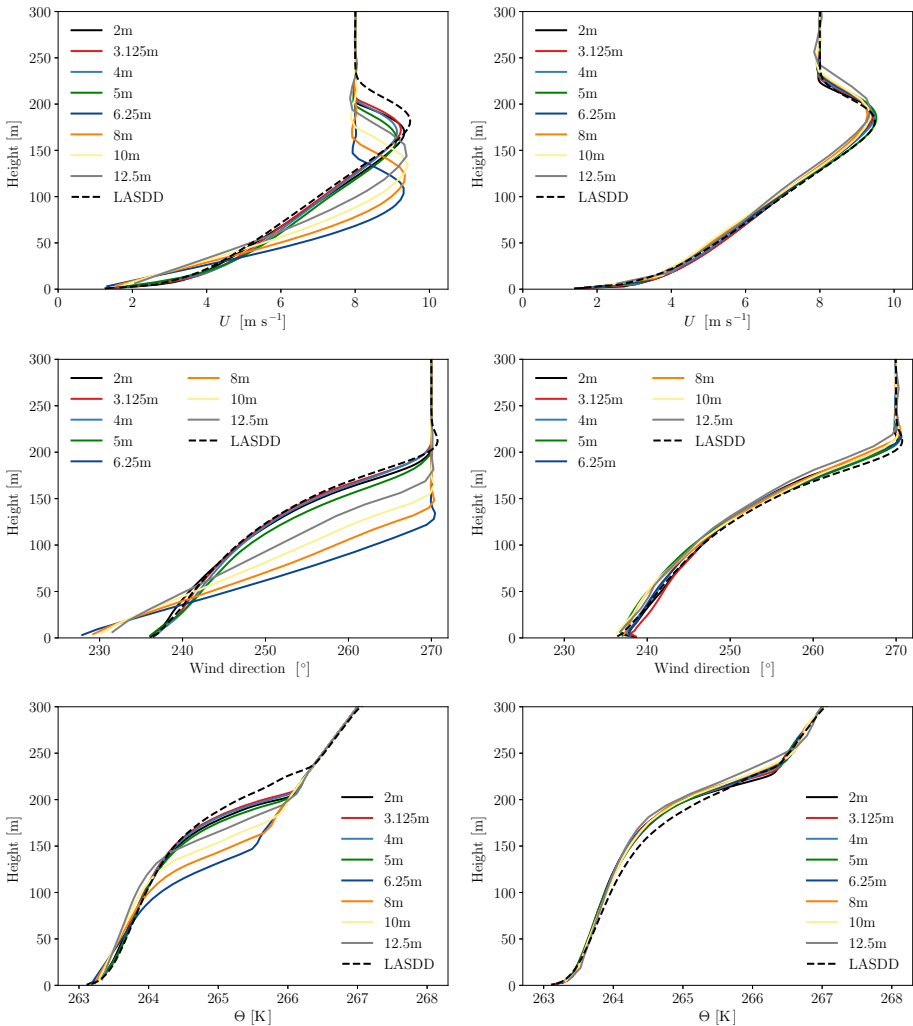 300
250
200
150
100
50
0
Height [m]
2m
3.125m
4m
5m
6.25m
8m
10m
12.5m
LASDD
0 2 4 6 8 10
U [m s⁻¹]
300
250
200
150
100
50
0
Height [m]
2m
3.125m
4m
5m
6.25m
8m
10m
12.5m
LASDD
0 2 4 6 8 10
U [m s⁻¹]
300
250
200
150
100
50
0
Height [m]
2m 8m
3.125m 10m
4m 12.5m
5m LASDD
6.25m
230 240 250 260 270
Wind direction [°]
300
250
200
150
100
50
0
Height [m]
2m 8m
3.125m 10m
4m 12.5m
5m LASDD
6.25m
230 240 250 260 270
Wind direction [°]
300
250
200
150
100
50
0
Height [m]
2m
3.125m
4m
5m
6.25m
8m
10m
12.5m
LASDD
263 264 265 266 267 268
Θ [K]
300
250
200
150
100
50
0
Height [m]
2m
3.125m
4m
5m
6.25m
8m
10m
12.5m
LASDD
263 264 265 266 267 268
Θ [K]